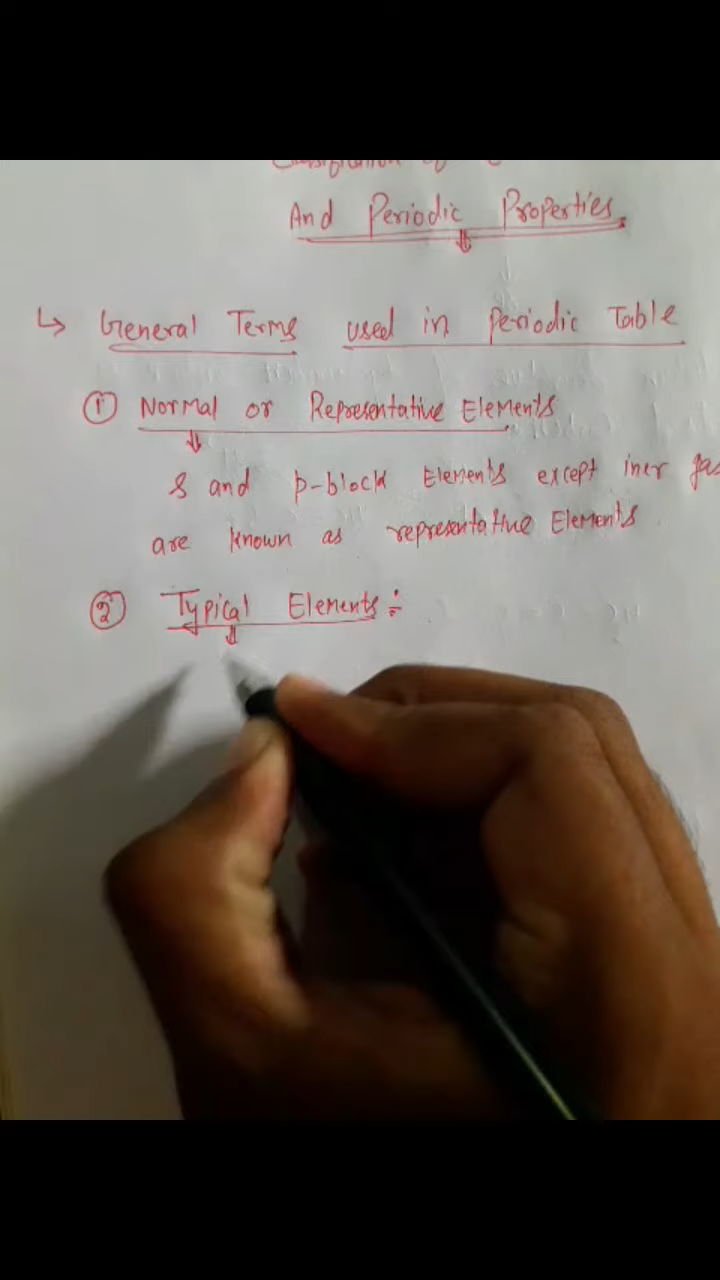 And Periodic Properties.
↳ General Terms used in Periodic Table
① Normal or Representative Elements
s and p-block Elements except iner gas
are known as representative Elements
② Typical Elements :-